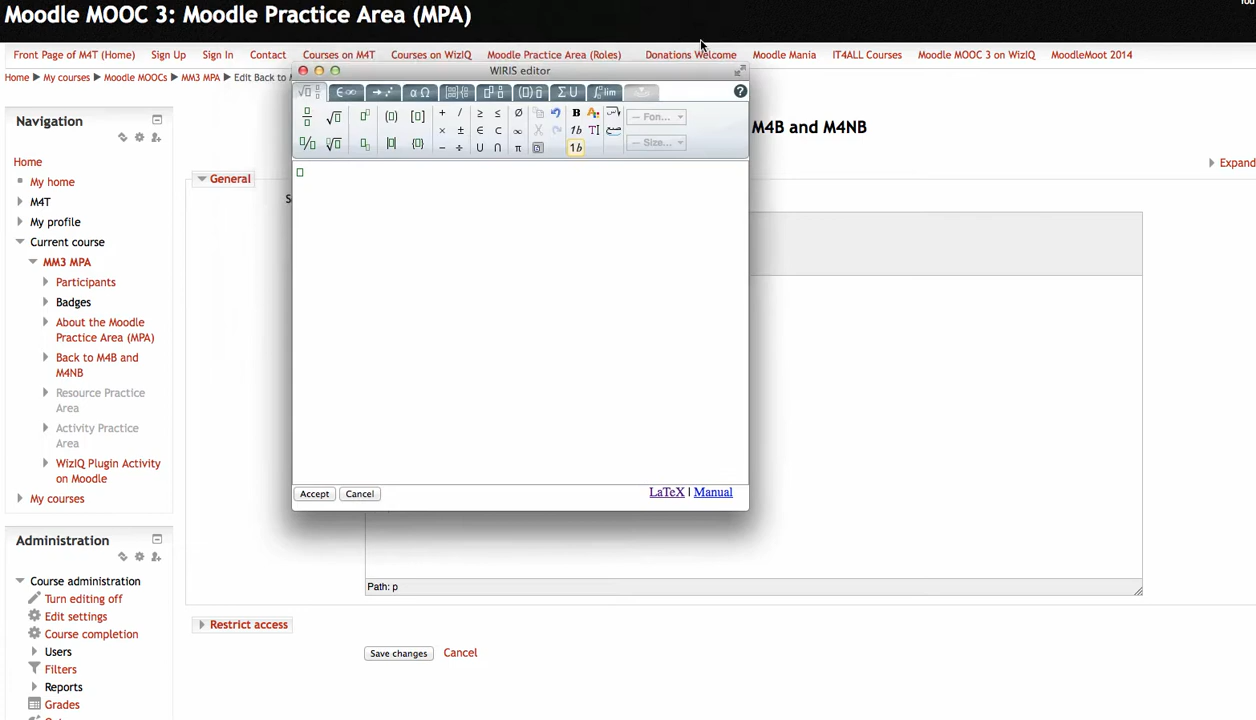 Moodle MOOC 3: Moodle Practice Area (MPA)
Front Page of M4T (Home) Sign Up Sign In Contact Courses on M4T Courses on WizIQ Moodle Practice Area (Roles) Donations Welcome Moodle Mania IT4ALL Courses Moodle MOOC 3 on WizIQ MoodleMoot 2014
Home ▶ My courses ▶ Moodle MOOCs ▶ MM3 MPA ▶ Edit Back to
WIRIS editor
— Fon...
— Size...
M4B and M4NB
Expand
Navigation
Home
My home
M4T
My profile
Current course
MM3 MPA
Participants
Badges
About the Moodle
Practice Area (MPA)
Back to M4B and
M4NB
Resource Practice
Area
Activity Practice
Area
WizIQ Plugin Activity
on Moodle
My courses
General
Accept Cancel
LaTeX | Manual
Path: p
Restrict access
Save changes Cancel
Administration
Course administration
Turn editing off
Edit settings
Course completion
Users
Filters
Reports
Grades